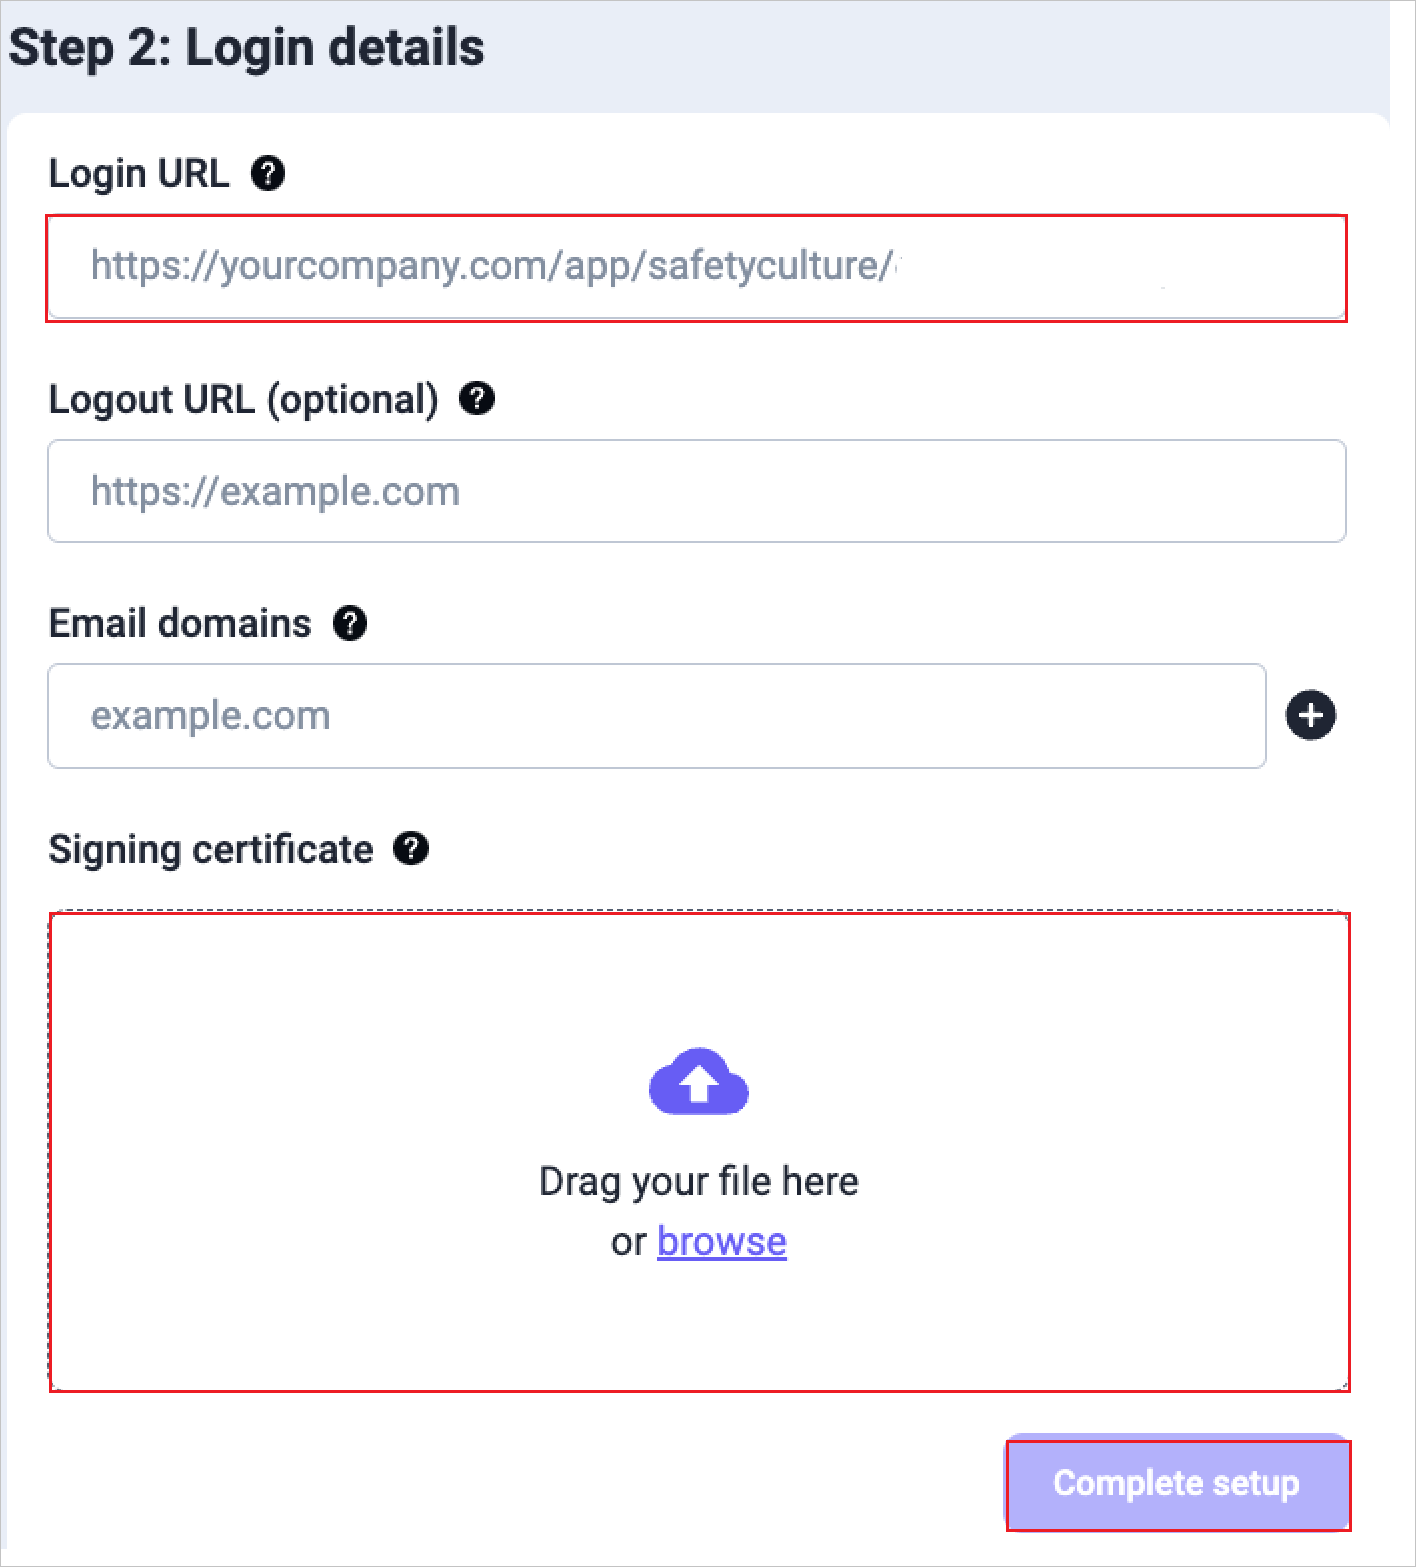 Step 2: Login details
Login URL ?
https://yourcompany.com/app/safetyculture/
Logout URL (optional) ?
https://example.com
Email domains ?
example.com
Signing certificate ?
Drag your file here
or browse
Complete setup